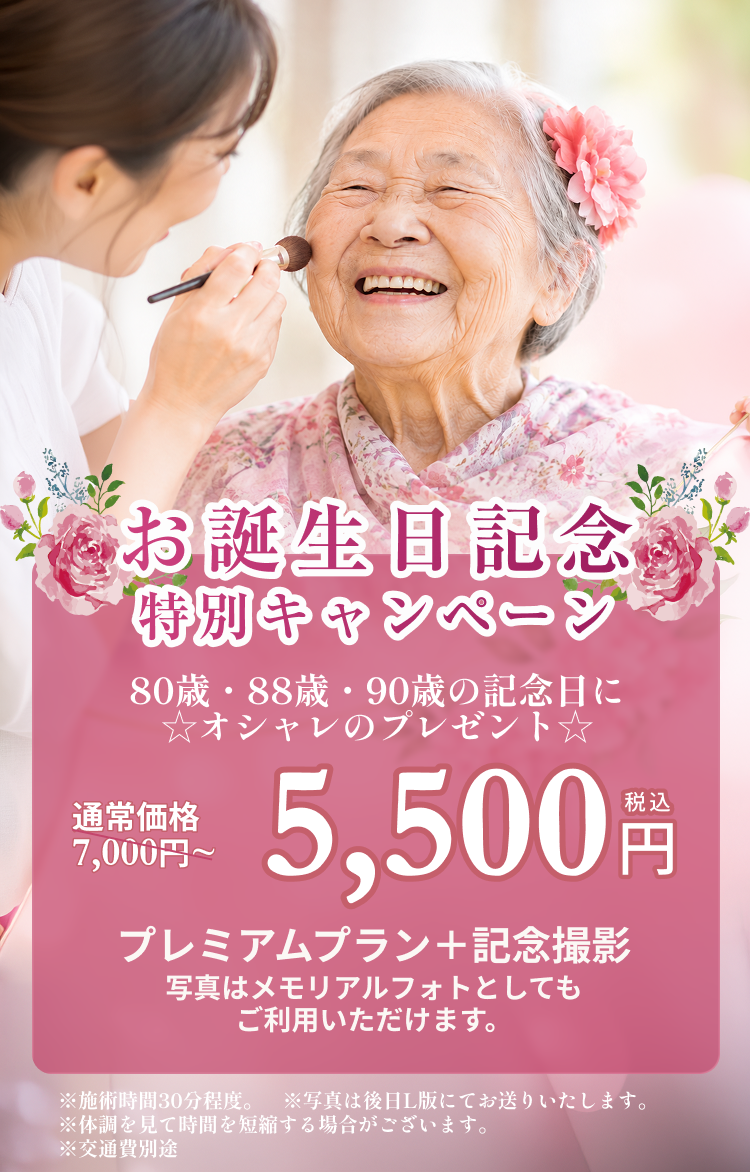 お誕生日記念
特別キャンペーン
80歳・88歳・90歳の記念日に
☆オシャレのプレゼント☆
通常価格
7,000円~
5,500円
税込
プレミアムプラン＋記念撮影
写真はメモリアルフォトとしても
ご利用いただけます。
※施術時間30分程度。　※写真は後日L版にてお送りいたします。
※体調を見て時間を短縮する場合がございます。
※交通費別途